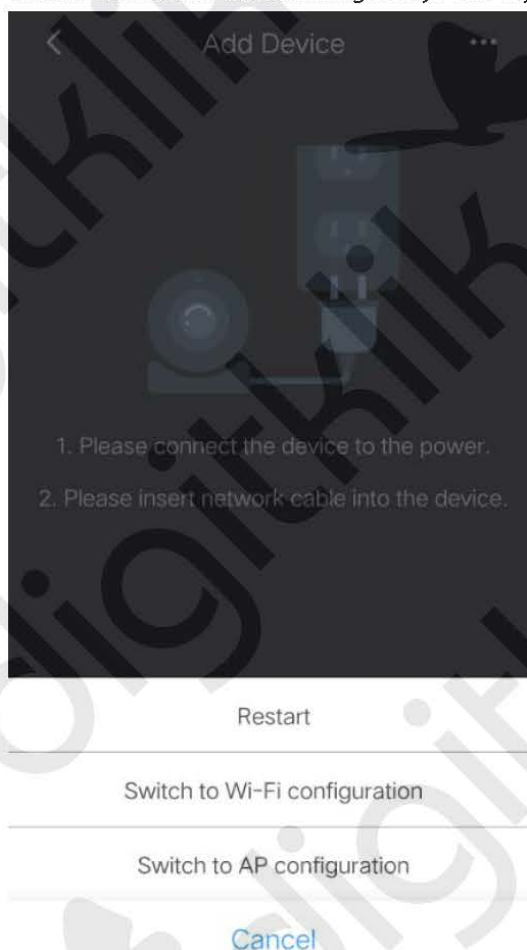 Add Device
1. Please connect the device to the power.
2. Please insert network cable into the device.
Restart
Switch to Wi-Fi configuration
Switch to AP configuration
Cancel
digitklik